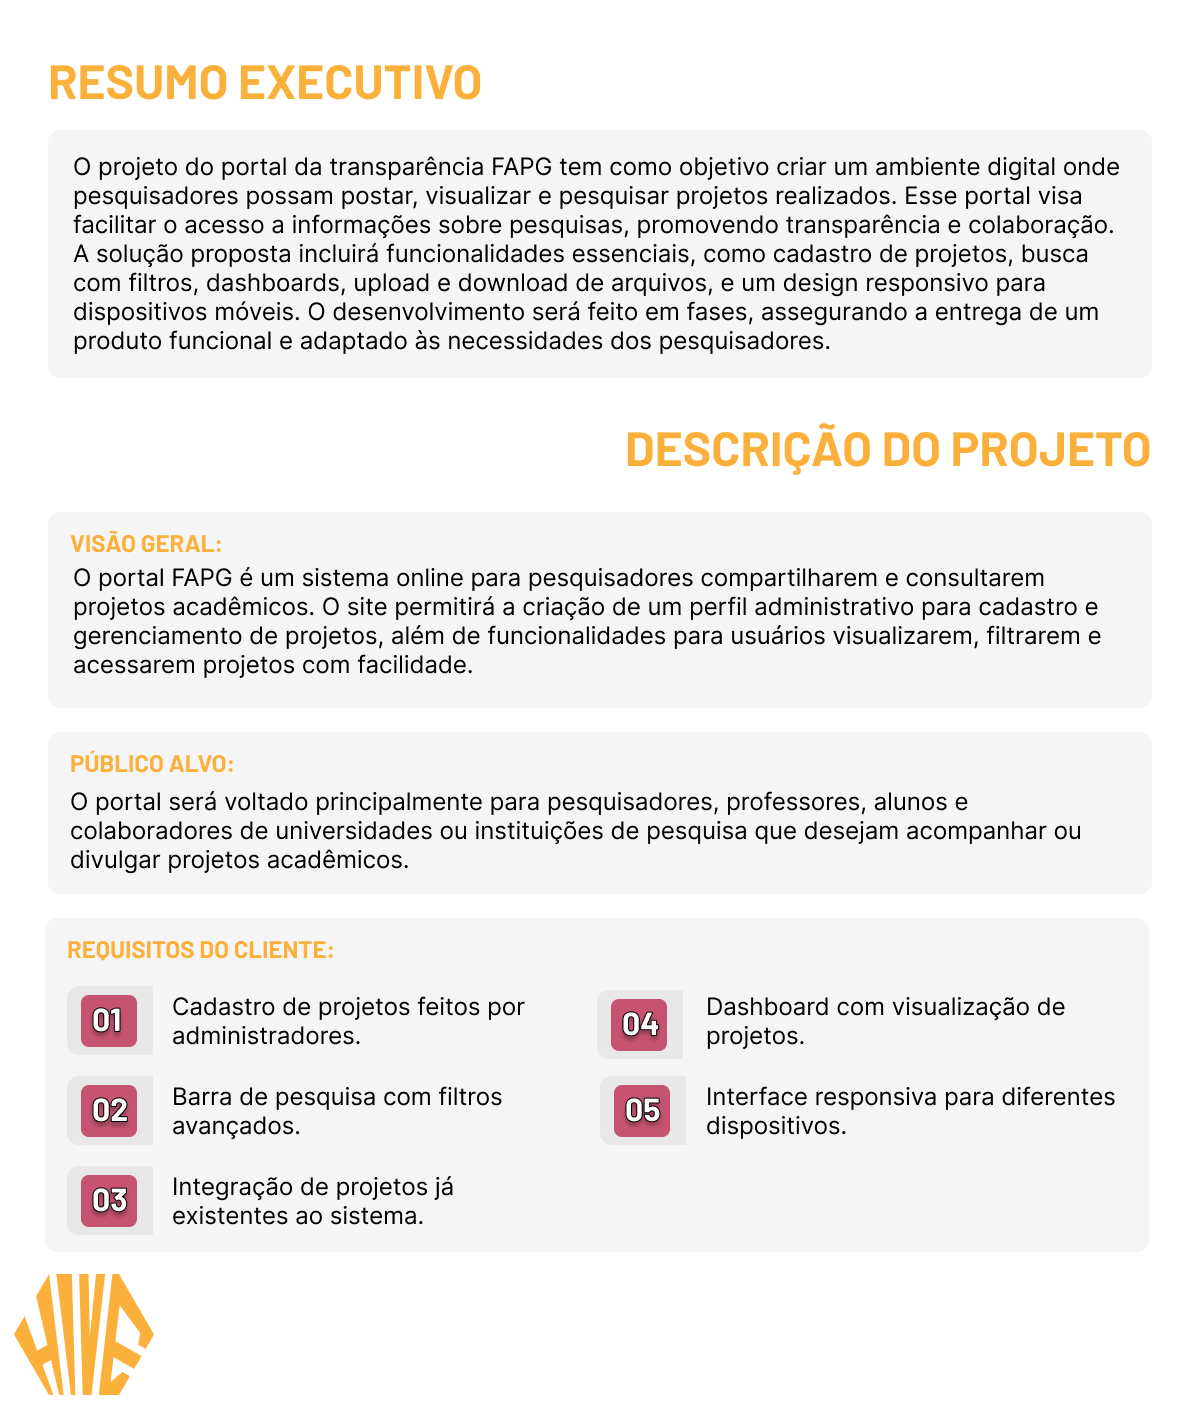 RESUMO EXECUTIVO
O projeto do portal da transparência FAPG tem como objetivo criar um ambiente digital onde
pesquisadores possam postar, visualizar e pesquisar projetos realizados. Esse portal visa
facilitar o acesso a informações sobre pesquisas, promovendo transparência e colaboração.
A solução proposta incluirá funcionalidades essenciais, como cadastro de projetos, busca
com filtros, dashboards, upload e download de arquivos, e um design responsivo para
dispositivos móveis. O desenvolvimento será feito em fases, assegurando a entrega de um
produto funcional e adaptado às necessidades dos pesquisadores.
DESCRIÇÃO DO PROJETO
VISÃO GERAL:
O portal FAPG é um sistema online para pesquisadores compartilharem e consultarem
projetos acadêmicos. O site permitirá a criação de um perfil administrativo para cadastro e
gerenciamento de projetos, além de funcionalidades para usuários visualizarem, filtrarem e
acessarem projetos com facilidade.
PÚBLICO ALVO:
O portal será voltado principalmente para pesquisadores, professores, alunos e
colaboradores de universidades ou instituições de pesquisa que desejam acompanhar ou
divulgar projetos acadêmicos.
REQUISITOS DO CLIENTE:
01
Cadastro de projetos feitos por
administradores.
02
Barra de pesquisa com filtros
avançados.
03
Integração de projetos já
existentes ao sistema.
04
Dashboard com visualização de
projetos.
05
Interface responsiva para diferentes
dispositivos.
HIVE